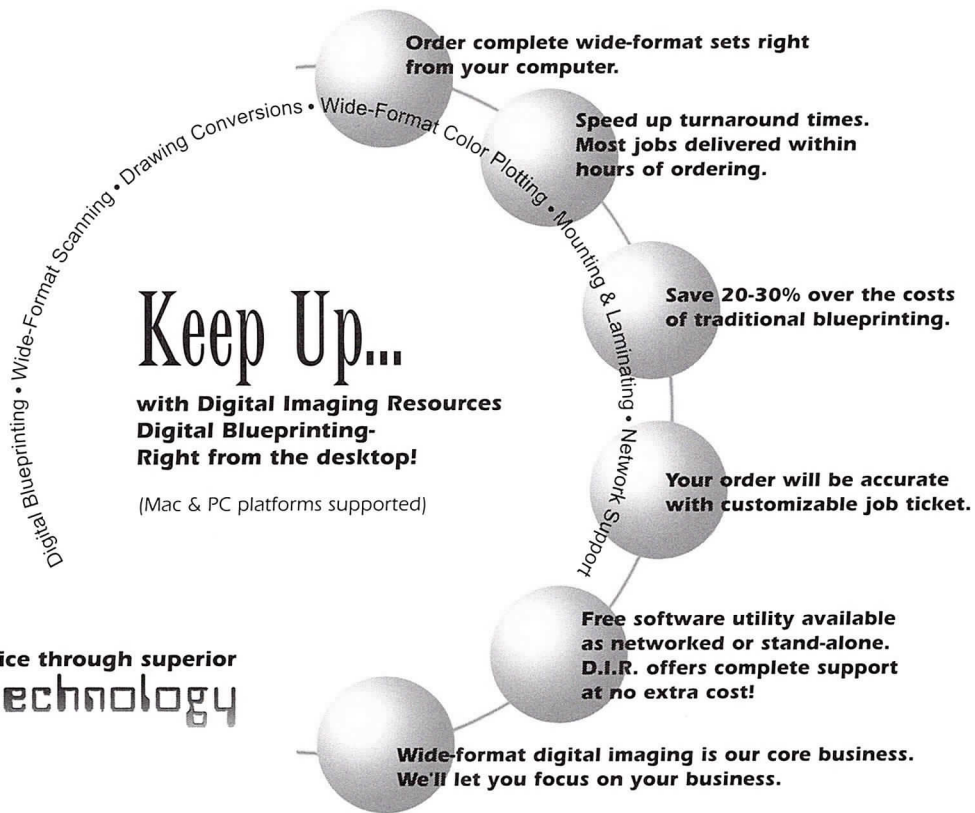 Order complete wide-format sets right
from your computer.
Speed up turnaround times.
Most jobs delivered within
hours of ordering.
Save 20-30% over the costs
of traditional blueprinting.
Your order will be accurate
with customizable job ticket.
Free software utility available
as networked or stand-alone.
D.I.R. offers complete support
at no extra cost!
Wide-format digital imaging is our core business.
We'll let you focus on your business.
Digital Blueprinting • Wide-Format Scanning • Drawing Conversions • Wide-Format Color Plotting • Mounting & Laminating • Network Support
Keep Up...
with Digital Imaging Resources
Digital Blueprinting-
Right from the desktop!
(Mac & PC platforms supported)
ice through superior
echnology